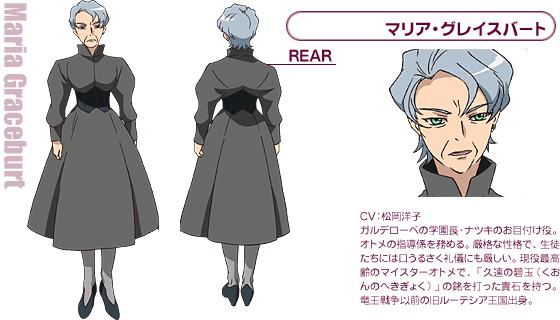 Maria Graceburt
マリア・グレイスバート
REAR
CV：松岡洋子
ガルデローベの学園長・ナツキのお目付け役。
オトメの指導係を務める。厳格な性格で、生徒
たちには口うるさく礼儀にも厳しい。現役最高
齢のマイスターオトメで、「久遠の碧玉（くお
んのへきぎょく）」の銘を打った貴石を持つ。
竜王戦争以前の旧ルーテシア王国出身。